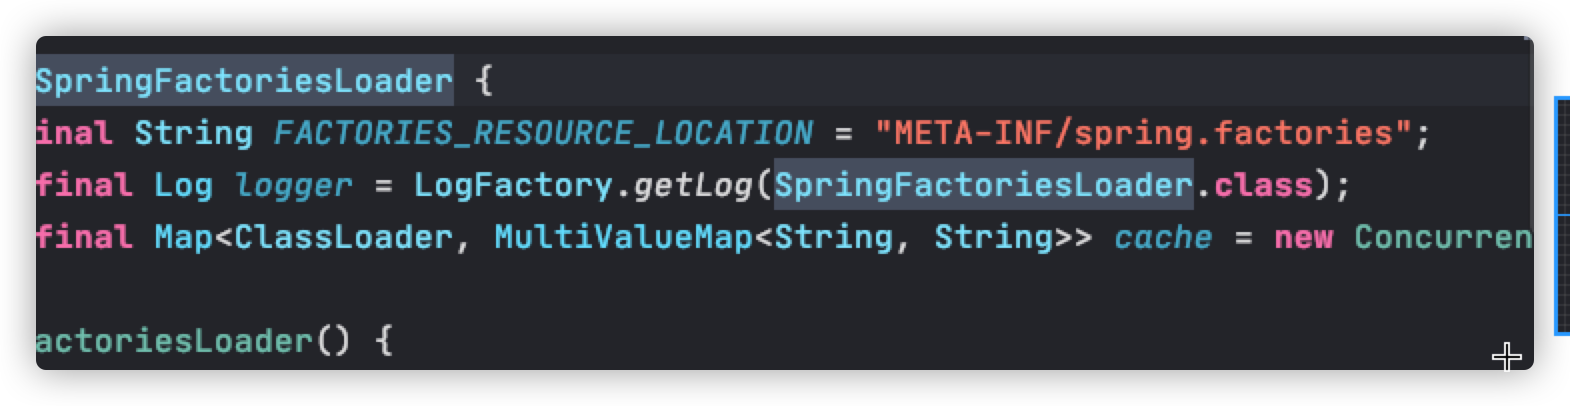 SpringFactoriesLoader {
inal String FACTORIES_RESOURCE_LOCATION = "META-INF/spring.factories";
final Log logger = LogFactory.getLog(SpringFactoriesLoader.class);
final Map<ClassLoader, MultiValueMap<String, String>> cache = new Concurren
actoriesLoader() {